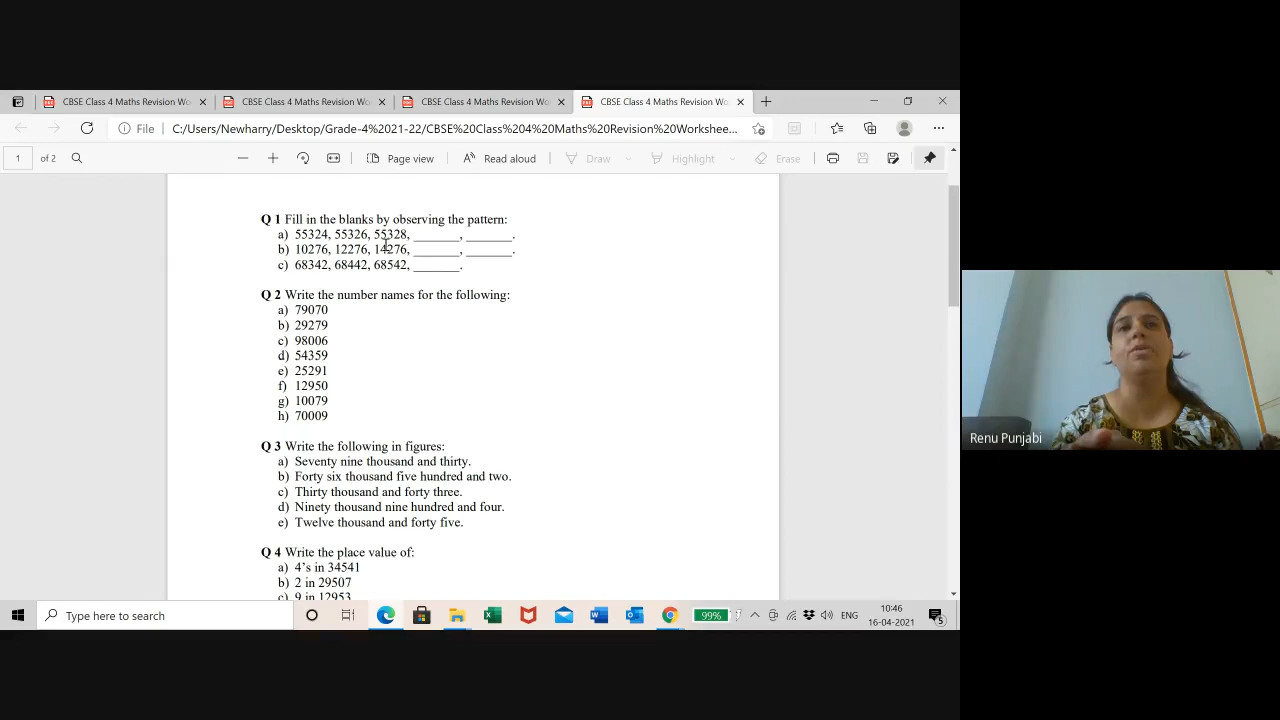 CBSE Class 4 Maths Revision Wo
CBSE Class 4 Maths Revision Wo
CBSE Class 4 Maths Revision Wo
CBSE Class 4 Maths Revision Wo
File
C:/Users/Newharry/Desktop/Grade-4%2021-22/CBSE%20Class%204%20Maths%20Revision%20Workshee...
1 of 2
Page view
Read aloud
Draw
Highlight
Erase
Q 1 Fill in the blanks by observing the pattern:
a) 55324, 55326, 55328, _______, _______.
b) 10276, 12276, 14276, _______, _______.
c) 68342, 68442, 68542, _______.
Q 2 Write the number names for the following:
a) 79070
b) 29279
c) 98006
d) 54359
e) 25291
f) 12950
g) 10079
h) 70009
Q 3 Write the following in figures:
a) Seventy nine thousand and thirty.
b) Forty six thousand five hundred and two.
c) Thirty thousand and forty three.
d) Ninety thousand nine hundred and four.
e) Twelve thousand and forty five.
Q 4 Write the place value of:
a) 4's in 34541
b) 2 in 29507
c) 9 in 12953
Renu Punjabi
Type here to search
99%
ENG
10:46
16-04-2021
5